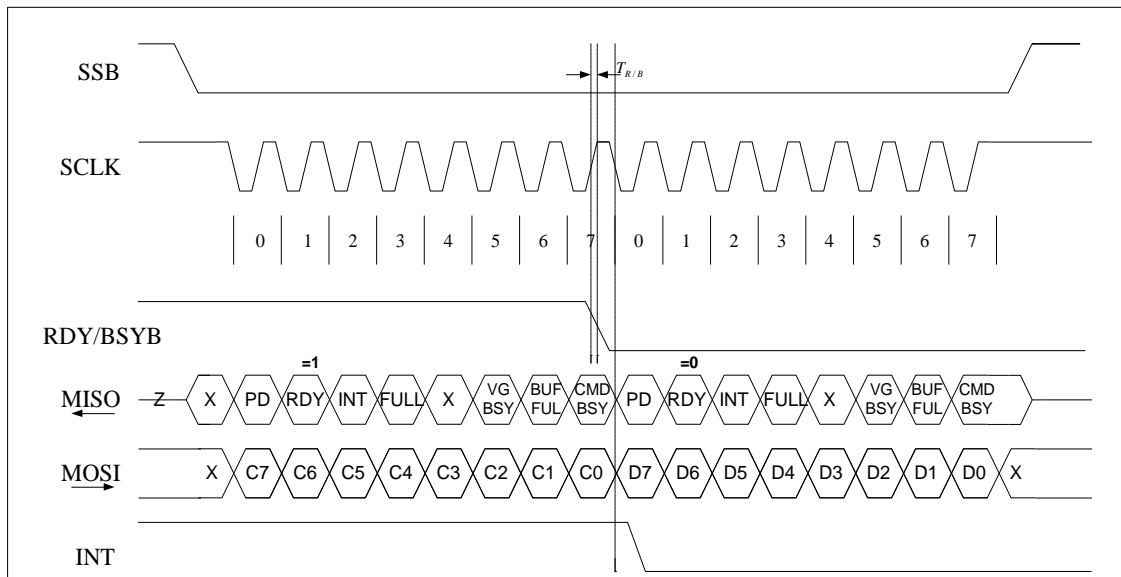 SSB
T R/B
SCLK
0 1 2 3 4 5 6 7 0 1 2 3 4 5 6 7
RDY/BSYB
=1 =0
MISO Z X PD RDY INT FULL X VG BSY BUF FUL CMD BSY PD RDY INT FULL X VG BSY BUF FUL CMD BSY
MOSI X C7 C6 C5 C4 C3 C2 C1 C0 D7 D6 D5 D4 D3 D2 D1 D0 X
INT